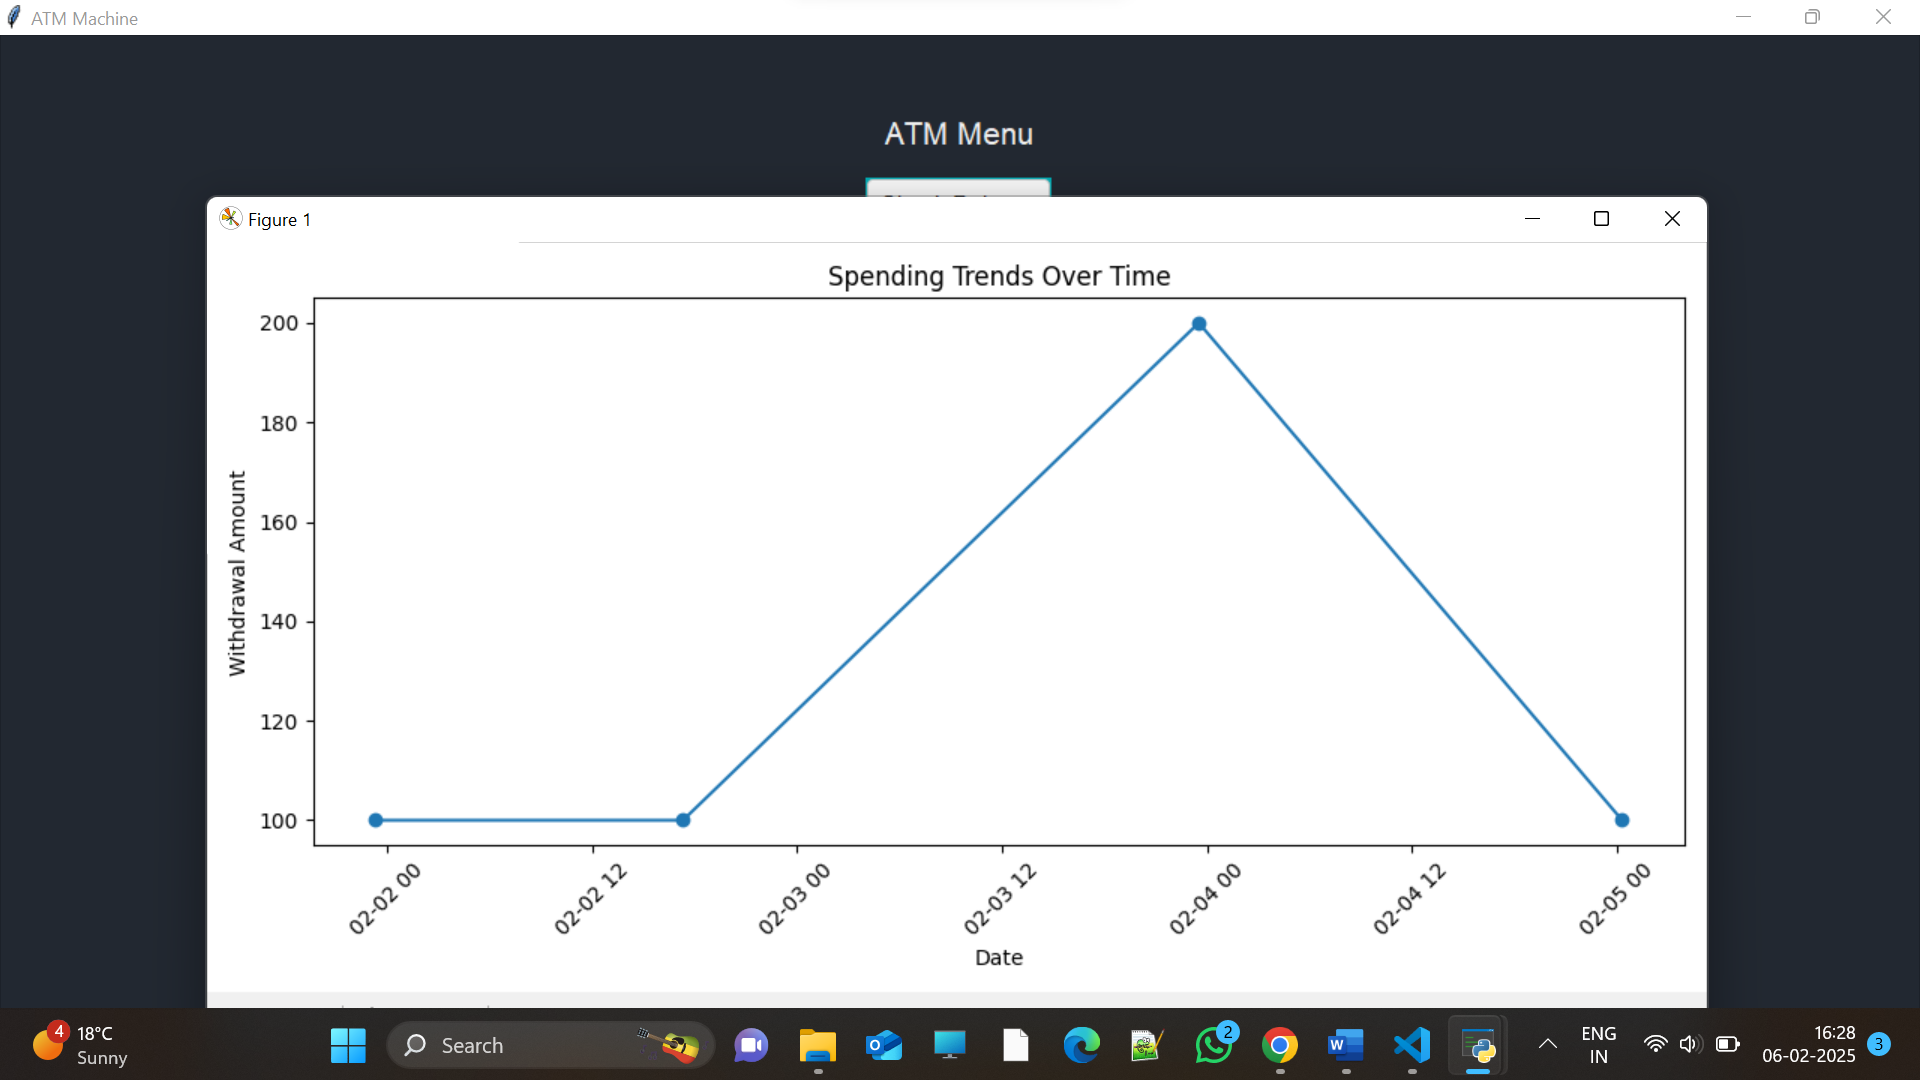 ATM Machine
ATM Menu
Figure 1
Spending Trends Over Time
200
180
160
140
120
100
Withdrawal Amount
02-02 00
02-02 12
02-03 00
02-03 12
02-04 00
02-04 12
02-05 00
Date
4
18°C
Sunny
Search
2
ENG
IN
16:28
06-02-2025
3